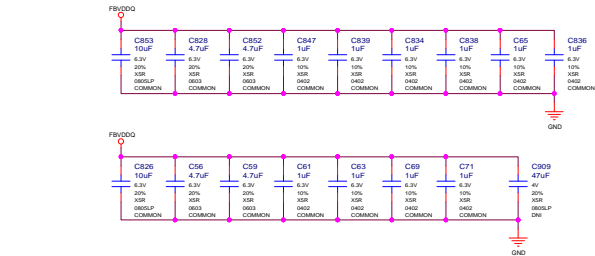 FBVDDQ
C853 C828 C852 C847 C839 C834 C838 C65 C836
10uF 4.7uF 4.7uF 1uF 1uF 1uF 1uF 1uF 1uF
6.3V 6.3V 6.3V 6.3V 6.3V 6.3V 6.3V 6.3V 6.3V
20% 20% 20% 10% 10% 10% 10% 10% 10%
X5R X5R X5R X5R X5R X5R X5R X5R X5R
0805LP 0603 0603 0402 0402 0402 0402 0402 0402
COMMON COMMON COMMON COMMON COMMON COMMON COMMON COMMON COMMON
GND
FBVDDQ
C826 C56 C59 C61 C63 C69 C71 C909
10uF 4.7uF 4.7uF 1uF 1uF 1uF 1uF 47uF
6.3V 6.3V 6.3V 6.3V 6.3V 6.3V 6.3V 4V
20% 20% 20% 10% 10% 10% 10% 20%
X5R X5R X5R X5R X5R X5R X5R X5R
0805LP 0603 0603 0402 0402 0402 0402 0805LP
COMMON COMMON COMMON COMMON COMMON COMMON COMMON DNI
GND